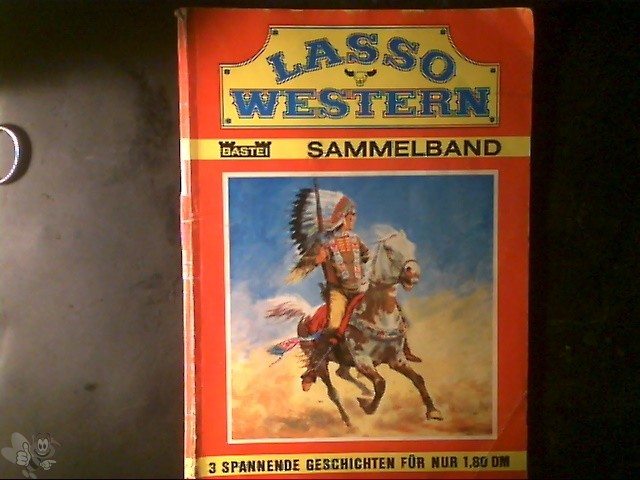 LASSO
WESTERN
BASTEI SAMMELBAND
3 SPANNENDE GESCHICHTEN FÜR NUR 1,80 DM